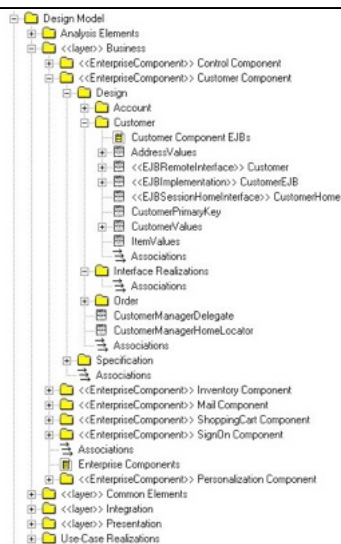 Design Model
Analysis Elements
<<layer>> Business
<<EnterpriseComponent>> Control Component
<<EnterpriseComponent>> Customer Component
Design
Account
Customer
Customer Component EJBs
AddressValues
<<EJBRemoteInterface>> Customer
<<EJBImplementation>> CustomerEJB
<<EJBSessionHomeInterface>> CustomerHome
CustomerPrimaryKey
CustomerValues
ItemValues
Associations
Interface Realizations
Associations
Order
CustomerManagerDelegate
CustomerManagerHomeLocator
Associations
Specification
Associations
<<EnterpriseComponent>> Inventory Component
<<EnterpriseComponent>> Mail Component
<<EnterpriseComponent>> ShoppingCart Component
<<EnterpriseComponent>> SignOn Component
Associations
Enterprise Components
<<EnterpriseComponent>> Personalization Component
<<layer>> Common Elements
<<layer>> Integration
<<layer>> Presentation
Use-Case Realizations